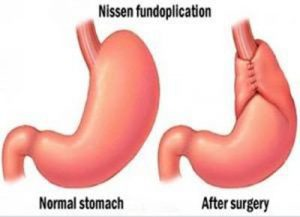 Nissen fundoplication
Normal stomach
After surgery